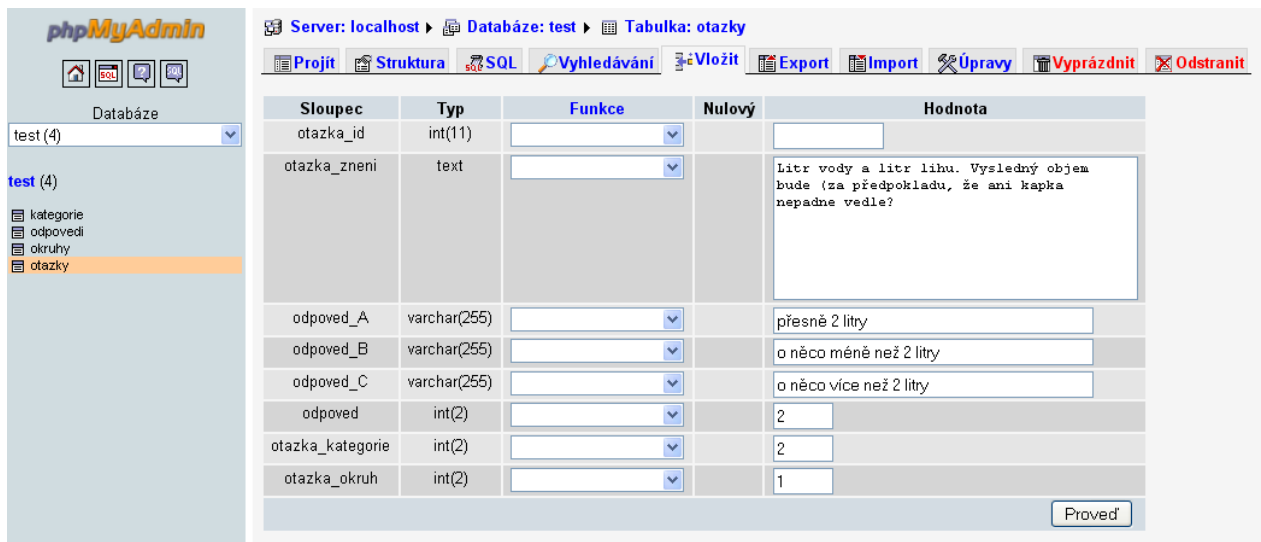 phpMyAdmin
SQL
?
SQL
Databáze
test (4)
test (4)
kategorie
odpovedi
okruhy
otazky
Server: localhost Databáze: test Tabulka: otazky
Projít Struktura SQL Vyhledávání Vložit Export Import Úpravy Vyprázdnit Odstranit
Sloupec Typ Funkce Nulový Hodnota
otazka_id int(11)
otazka_zneni text
Litr vody a litr lihu. Vysledný objem
bude (za předpokladu, že ani kapka
nepadne vedle?
odpoved_A varchar(255) přesně 2 litry
odpoved_B varchar(255) o něco méně než 2 litry
odpoved_C varchar(255) o něco více než 2 litry
odpoved int(2) 2
otazka_kategorie int(2) 2
otazka_okruh int(2) 1
Proveď